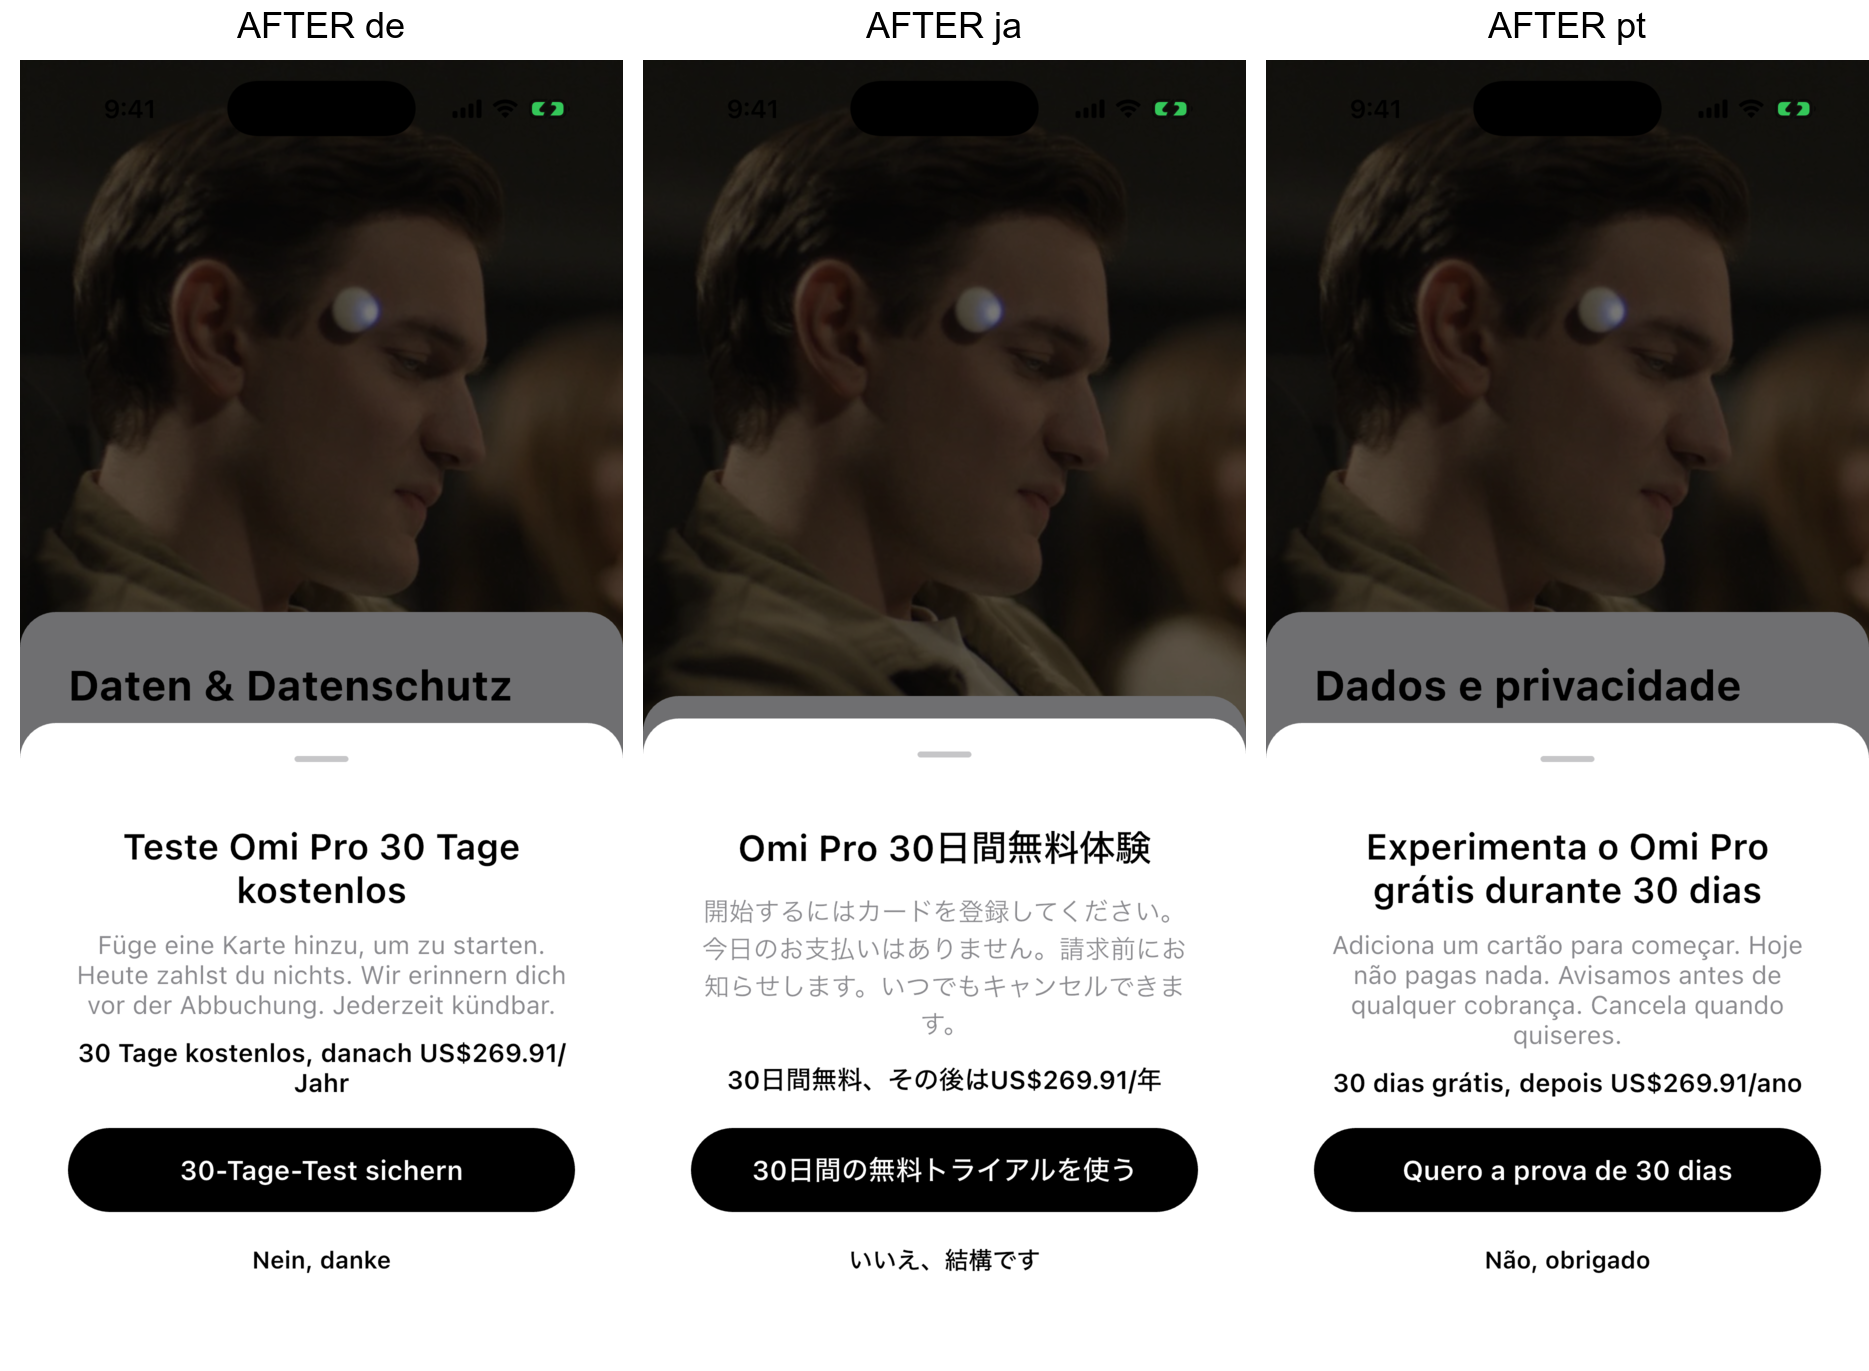 AFTER de
9:41
Daten & Datenschutz
Teste Omi Pro 30 Tage
kostenlos
Füge eine Karte hinzu, um zu starten.
Heute zahlst du nichts. Wir erinnern dich
vor der Abbuchung. Jederzeit kündbar.
30 Tage kostenlos, danach US$269.91/
Jahr
30-Tage-Test sichern
Nein, danke
AFTER ja
9:41
Omi Pro 30日間無料体験
開始するにはカードを登録してください。
今日のお支払いはありません。請求前にお
知らせします。いつでもキャンセルできま
す。
30日間無料、その後はUS$269.91/年
30日間の無料トライアルを使う
いいえ、結構です
AFTER pt
9:41
Dados e privacidade
Experimenta o Omi Pro
grátis durante 30 dias
Adiciona um cartão para começar. Hoje
não pagas nada. Avisamos antes de
qualquer cobrança. Cancela quando
quiseres.
30 dias grátis, depois US$269.91/ano
Quero a prova de 30 dias
Não, obrigado